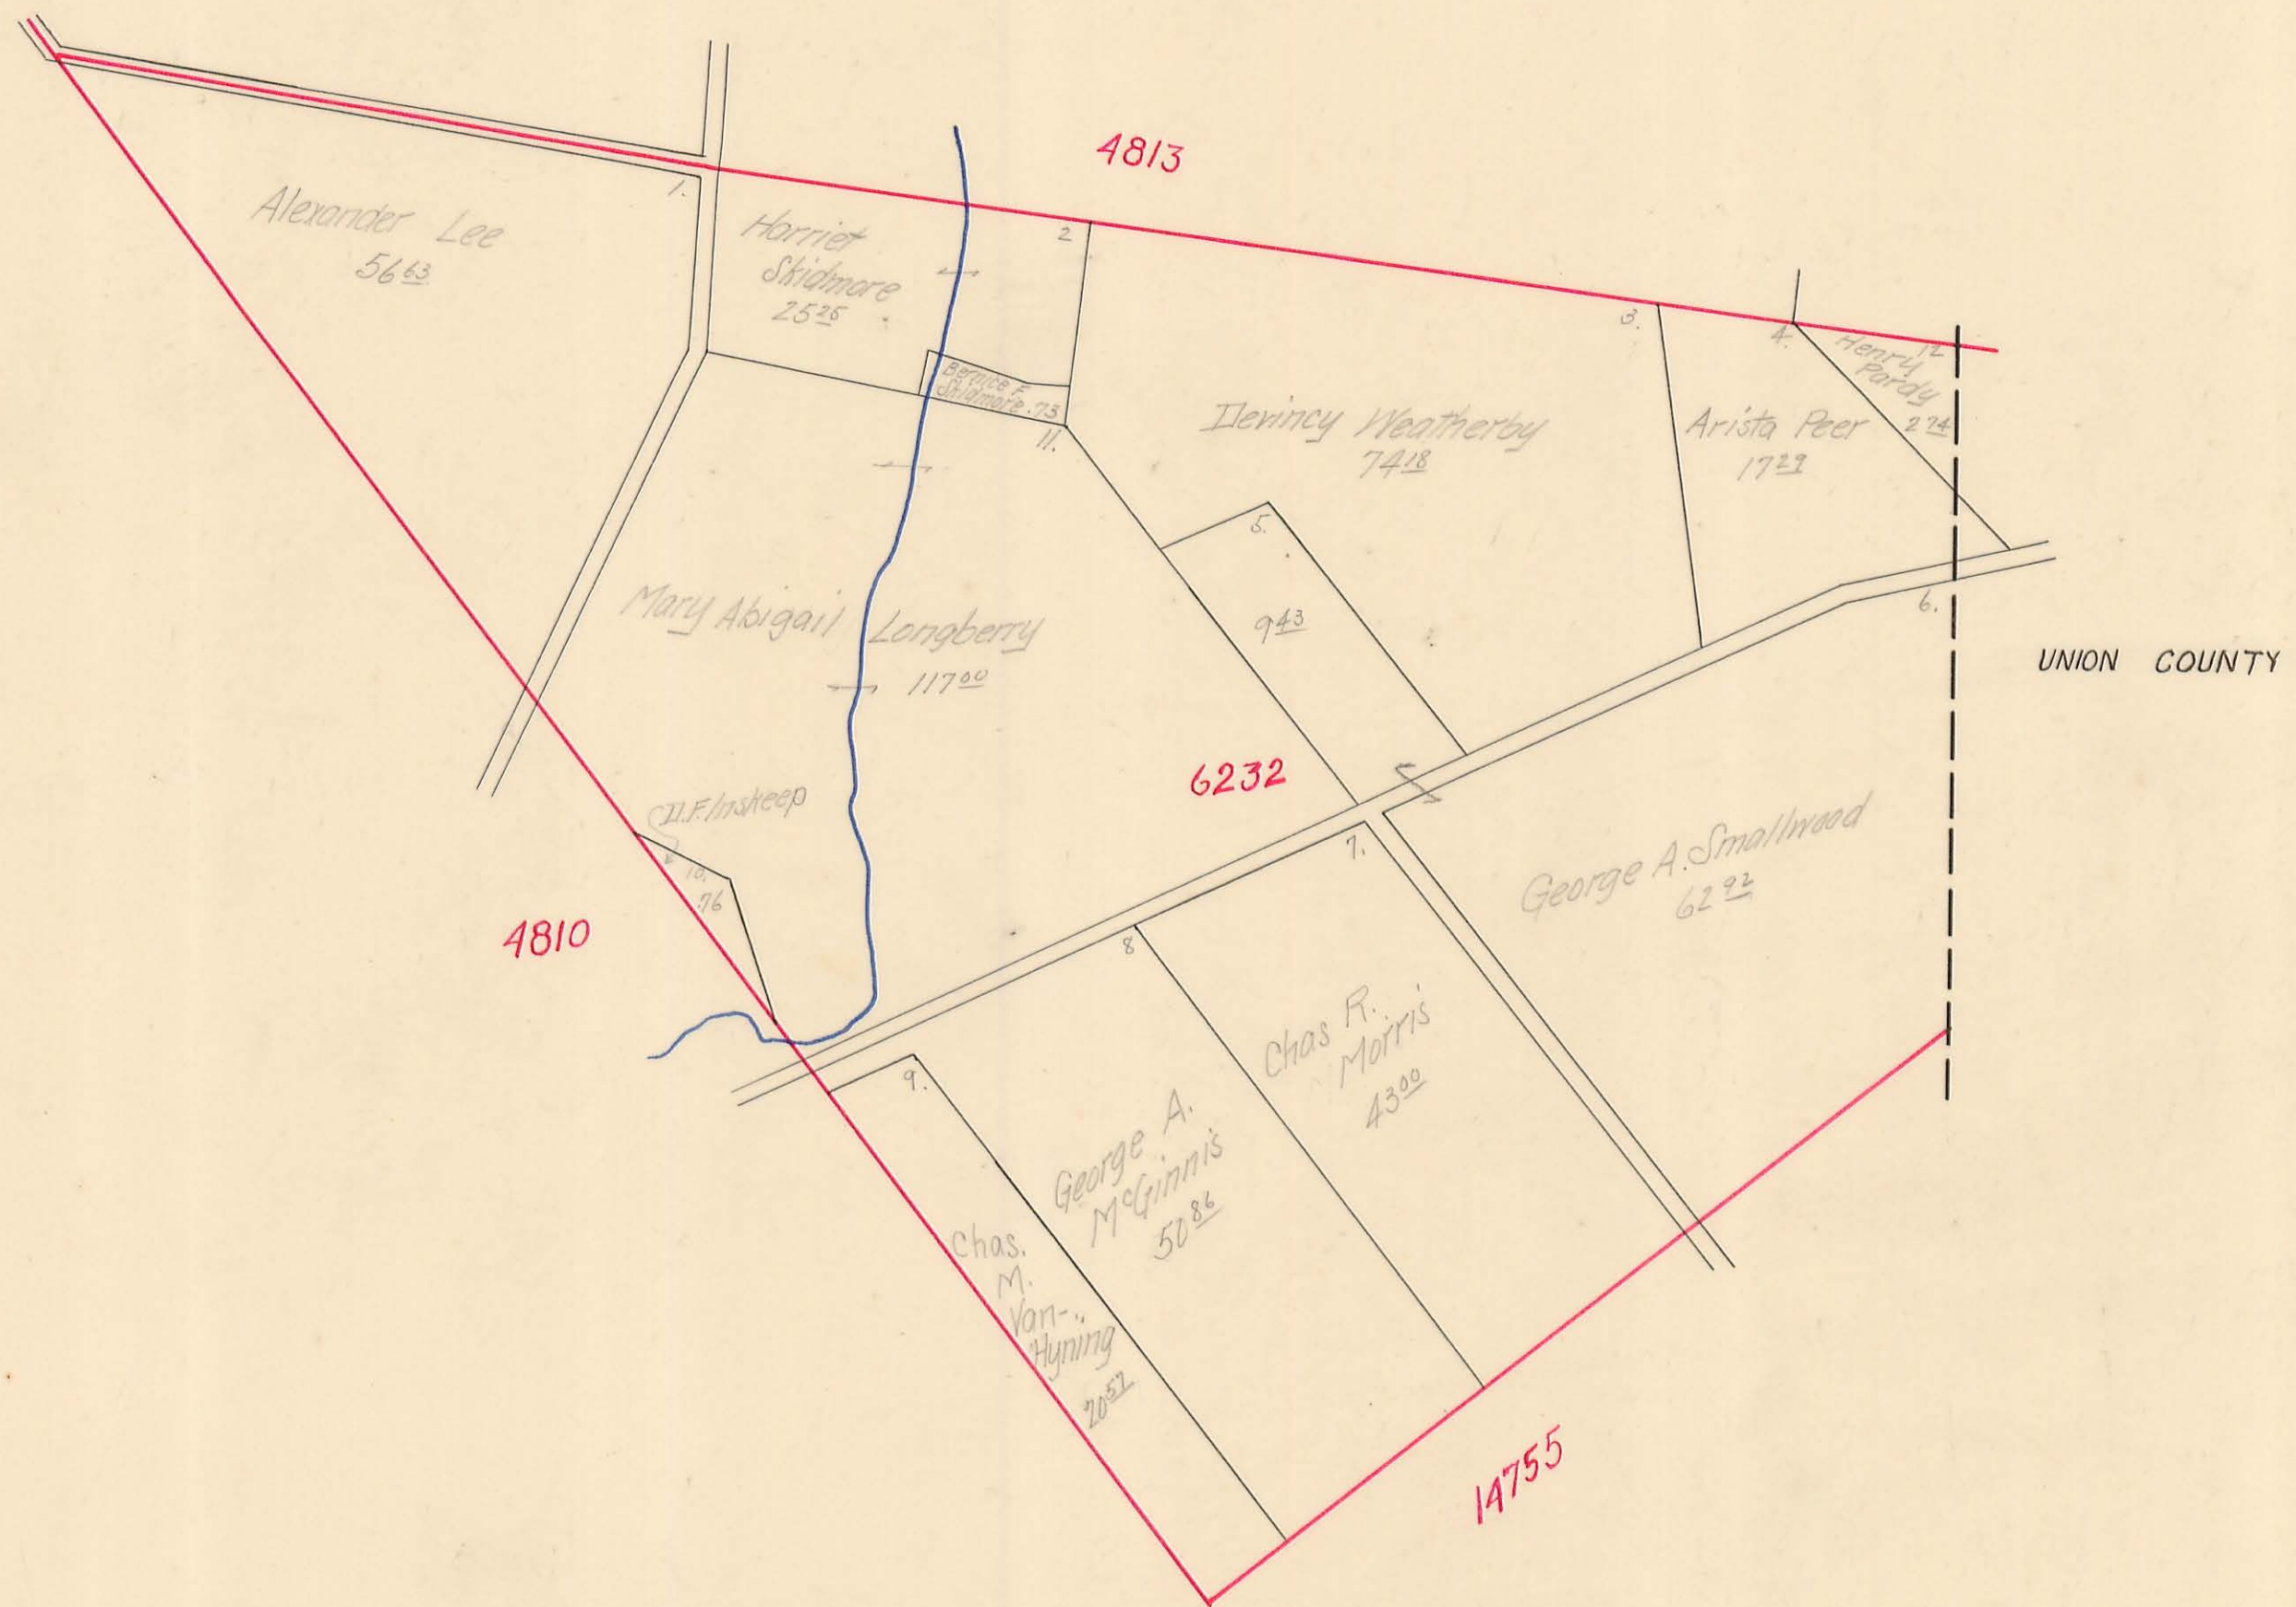 4813
1.
Alexander Lee
56 63
Harriet
Skidmore
25 25
2
3.
4.
Henry
Pardy
12
2 74
Bernice F.
Skidmore .73
11.
Devincy Weatherby
74 18
Arista Peer
17 29
5.
9 43
6.
Mary Abigail Longberry
117 00
UNION COUNTY
6232
D.F. Inskeep
10.
.76
4810
7.
George A. Smallwood
62 92
8
Chas R.
Morris
43 00
9.
George A.
McGinnis
50 86
Chas.
M.
Van-
Hyning
20 57
14755